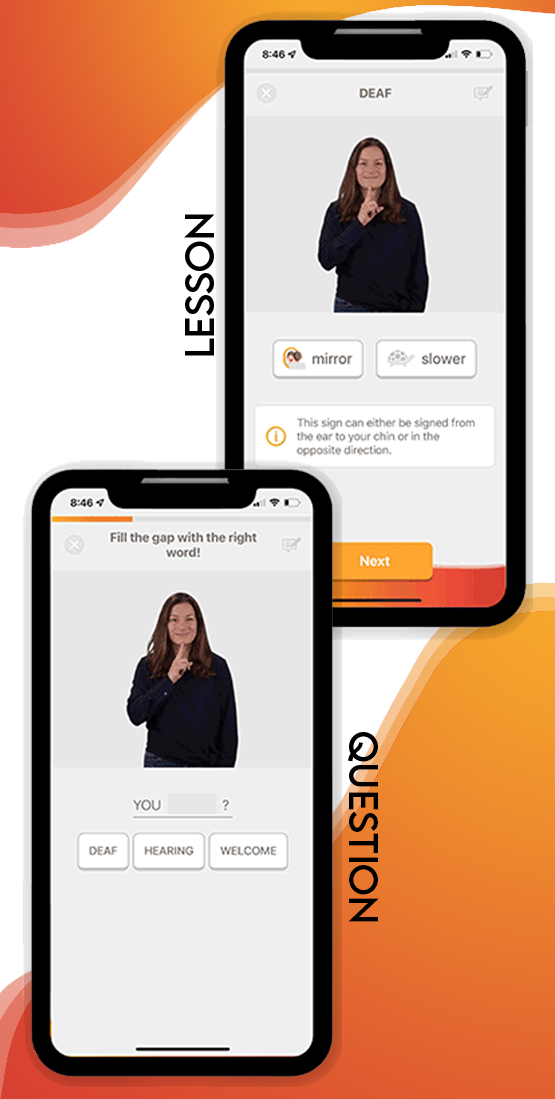 LESSON
8:46
DEAF
mirror
slower
This sign can either be signed from
the ear to your chin or in the
opposite direction.
Next
QUESTION
8:46
Fill the gap with the right
word!
YOU ?
DEAF
HEARING
WELCOME